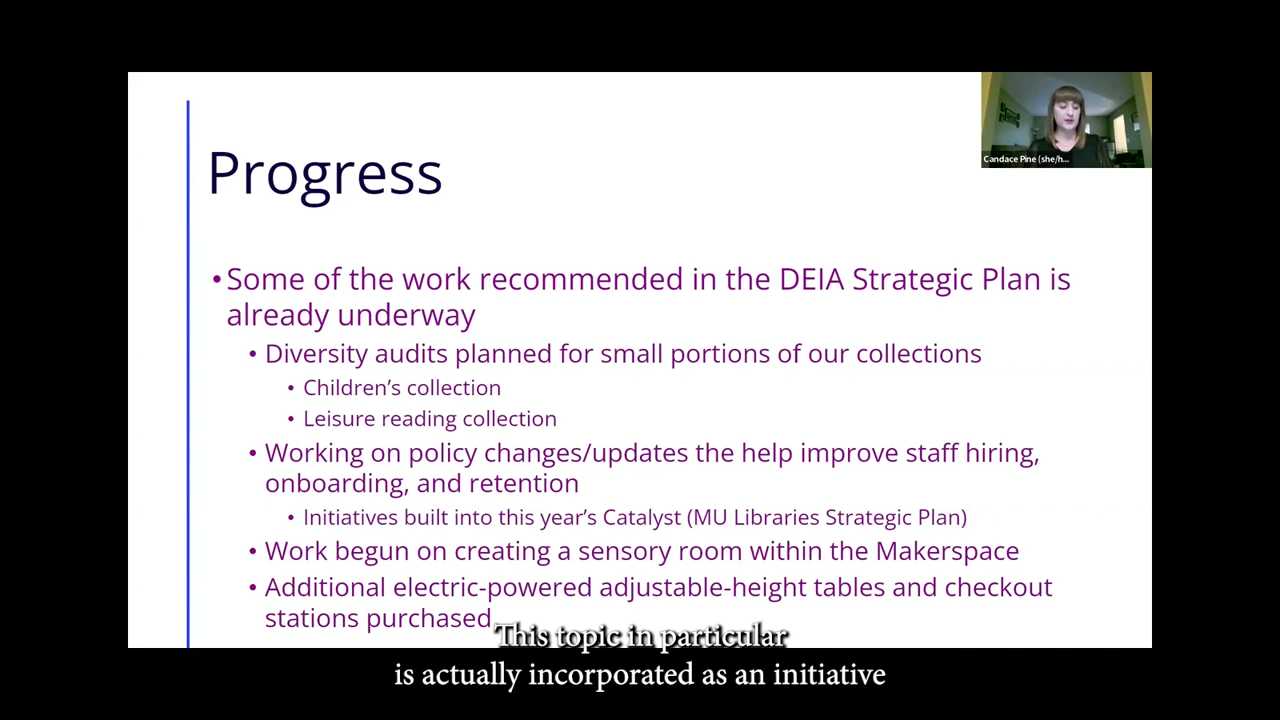 Candace Pine (she/h...
Progress
• Some of the work recommended in the DEIA Strategic Plan is
already underway
• Diversity audits planned for small portions of our collections
• Children’s collection
• Leisure reading collection
• Working on policy changes/updates the help improve staff hiring,
onboarding, and retention
• Initiatives built into this year’s Catalyst (MU Libraries Strategic Plan)
• Work begun on creating a sensory room within the Makerspace
• Additional electric-powered adjustable-height tables and checkout
stations purchased
This topic in particular
is actually incorporated as an initiative